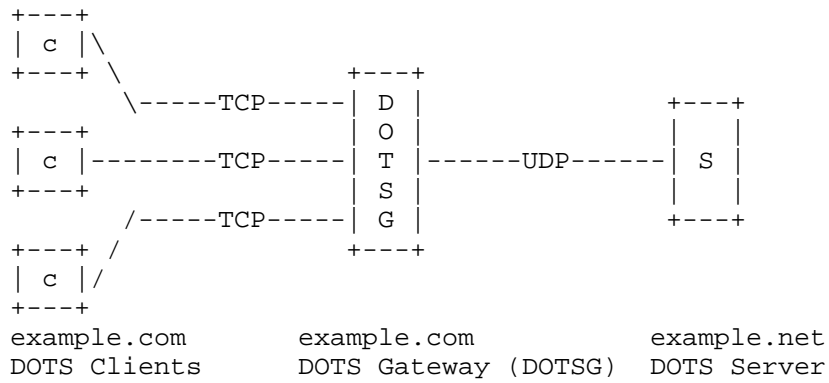 +---+
| c |\
+---+ \              +---+
       \-----TCP-----| D |               +---+
+---+                | O |               |   |
| c |--------TCP-----| T |------UDP------| S |
+---+                | S |               |   |
       /-----TCP-----| G |               +---+
+---+ /              +---+
| c |/
+---+
example.com       example.com           example.net
DOTS Clients      DOTS Gateway (DOTSG)  DOTS Server